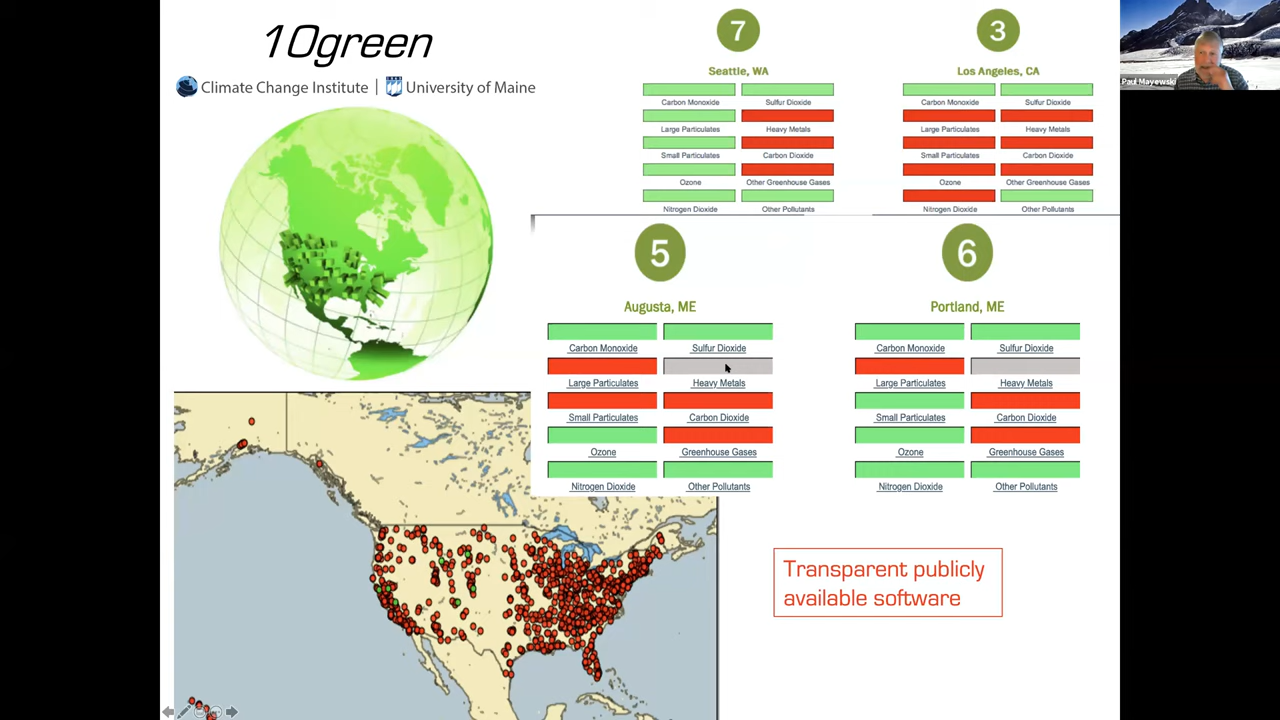 10green
Climate Change Institute | University of Maine
7
Seattle, WA
Carbon Monoxide
Sulfur Dioxide
Large Particulates
Heavy Metals
Small Particulates
Carbon Dioxide
Ozone
Other Greenhouse Gases
Nitrogen Dioxide
Other Pollutants
3
Los Angeles, CA
Carbon Monoxide
Sulfur Dioxide
Large Particulates
Heavy Metals
Small Particulates
Carbon Dioxide
Ozone
Other Greenhouse Gases
Nitrogen Dioxide
Other Pollutants
5
Augusta, ME
Carbon Monoxide
Sulfur Dioxide
Large Particulates
Heavy Metals
Small Particulates
Carbon Dioxide
Ozone
Greenhouse Gases
Nitrogen Dioxide
Other Pollutants
6
Portland, ME
Carbon Monoxide
Sulfur Dioxide
Large Particulates
Heavy Metals
Small Particulates
Carbon Dioxide
Ozone
Greenhouse Gases
Nitrogen Dioxide
Other Pollutants
Transparent publicly
available software
Paul Mayewski